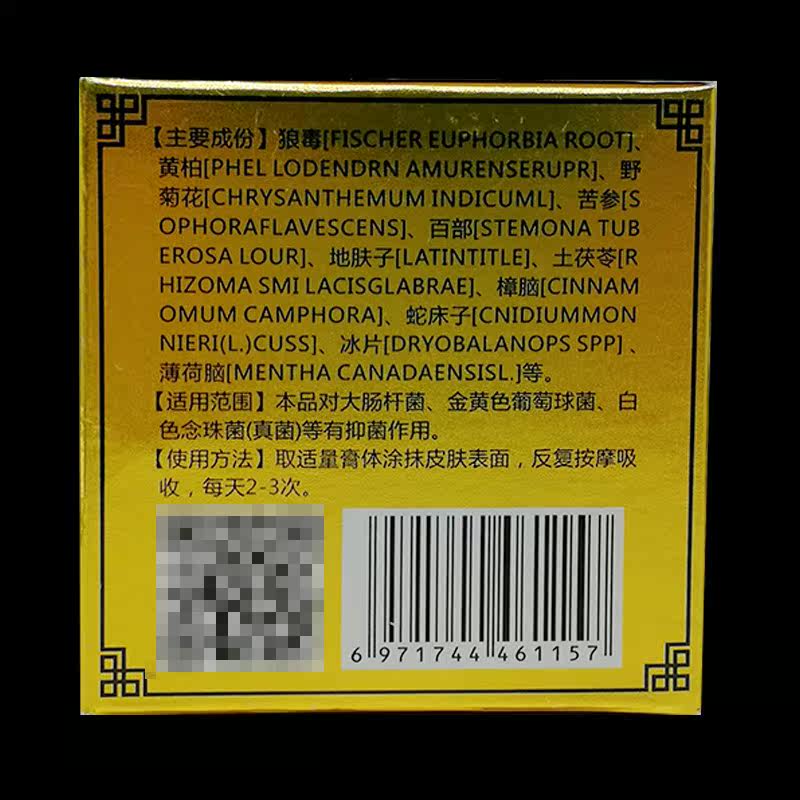 【主要成份】狼毒[FISCHER EUPHORBIA ROOT]、
黄柏[PHEL LODENDRN AMURENSERUPR]、野
菊花[CHRYSANTHEMUM INDICUML]、苦参[S
OPHORAFLAVESCENS]、百部[STEMONA TUB
EROSA LOUR]、地肤子[LATINTITLE]、土茯苓[R
HIZOMA SMI LACISGLABRAE]、樟脑[CINNAM
OMUM CAMPHORA]、蛇床子[CNIDIUMMON
NIERI(L.)CUSS]、冰片[DRYOBALANOPS SPP]、
薄荷脑[MENTHA CANADAENSISL.]等。
【适用范围】本品对大肠杆菌、金黄色葡萄球菌、白
色念珠菌(真菌)等有抑菌作用。
【使用方法】取适量膏体涂抹皮肤表面，反复按摩吸
收，每天2-3次。
6 971744 461157